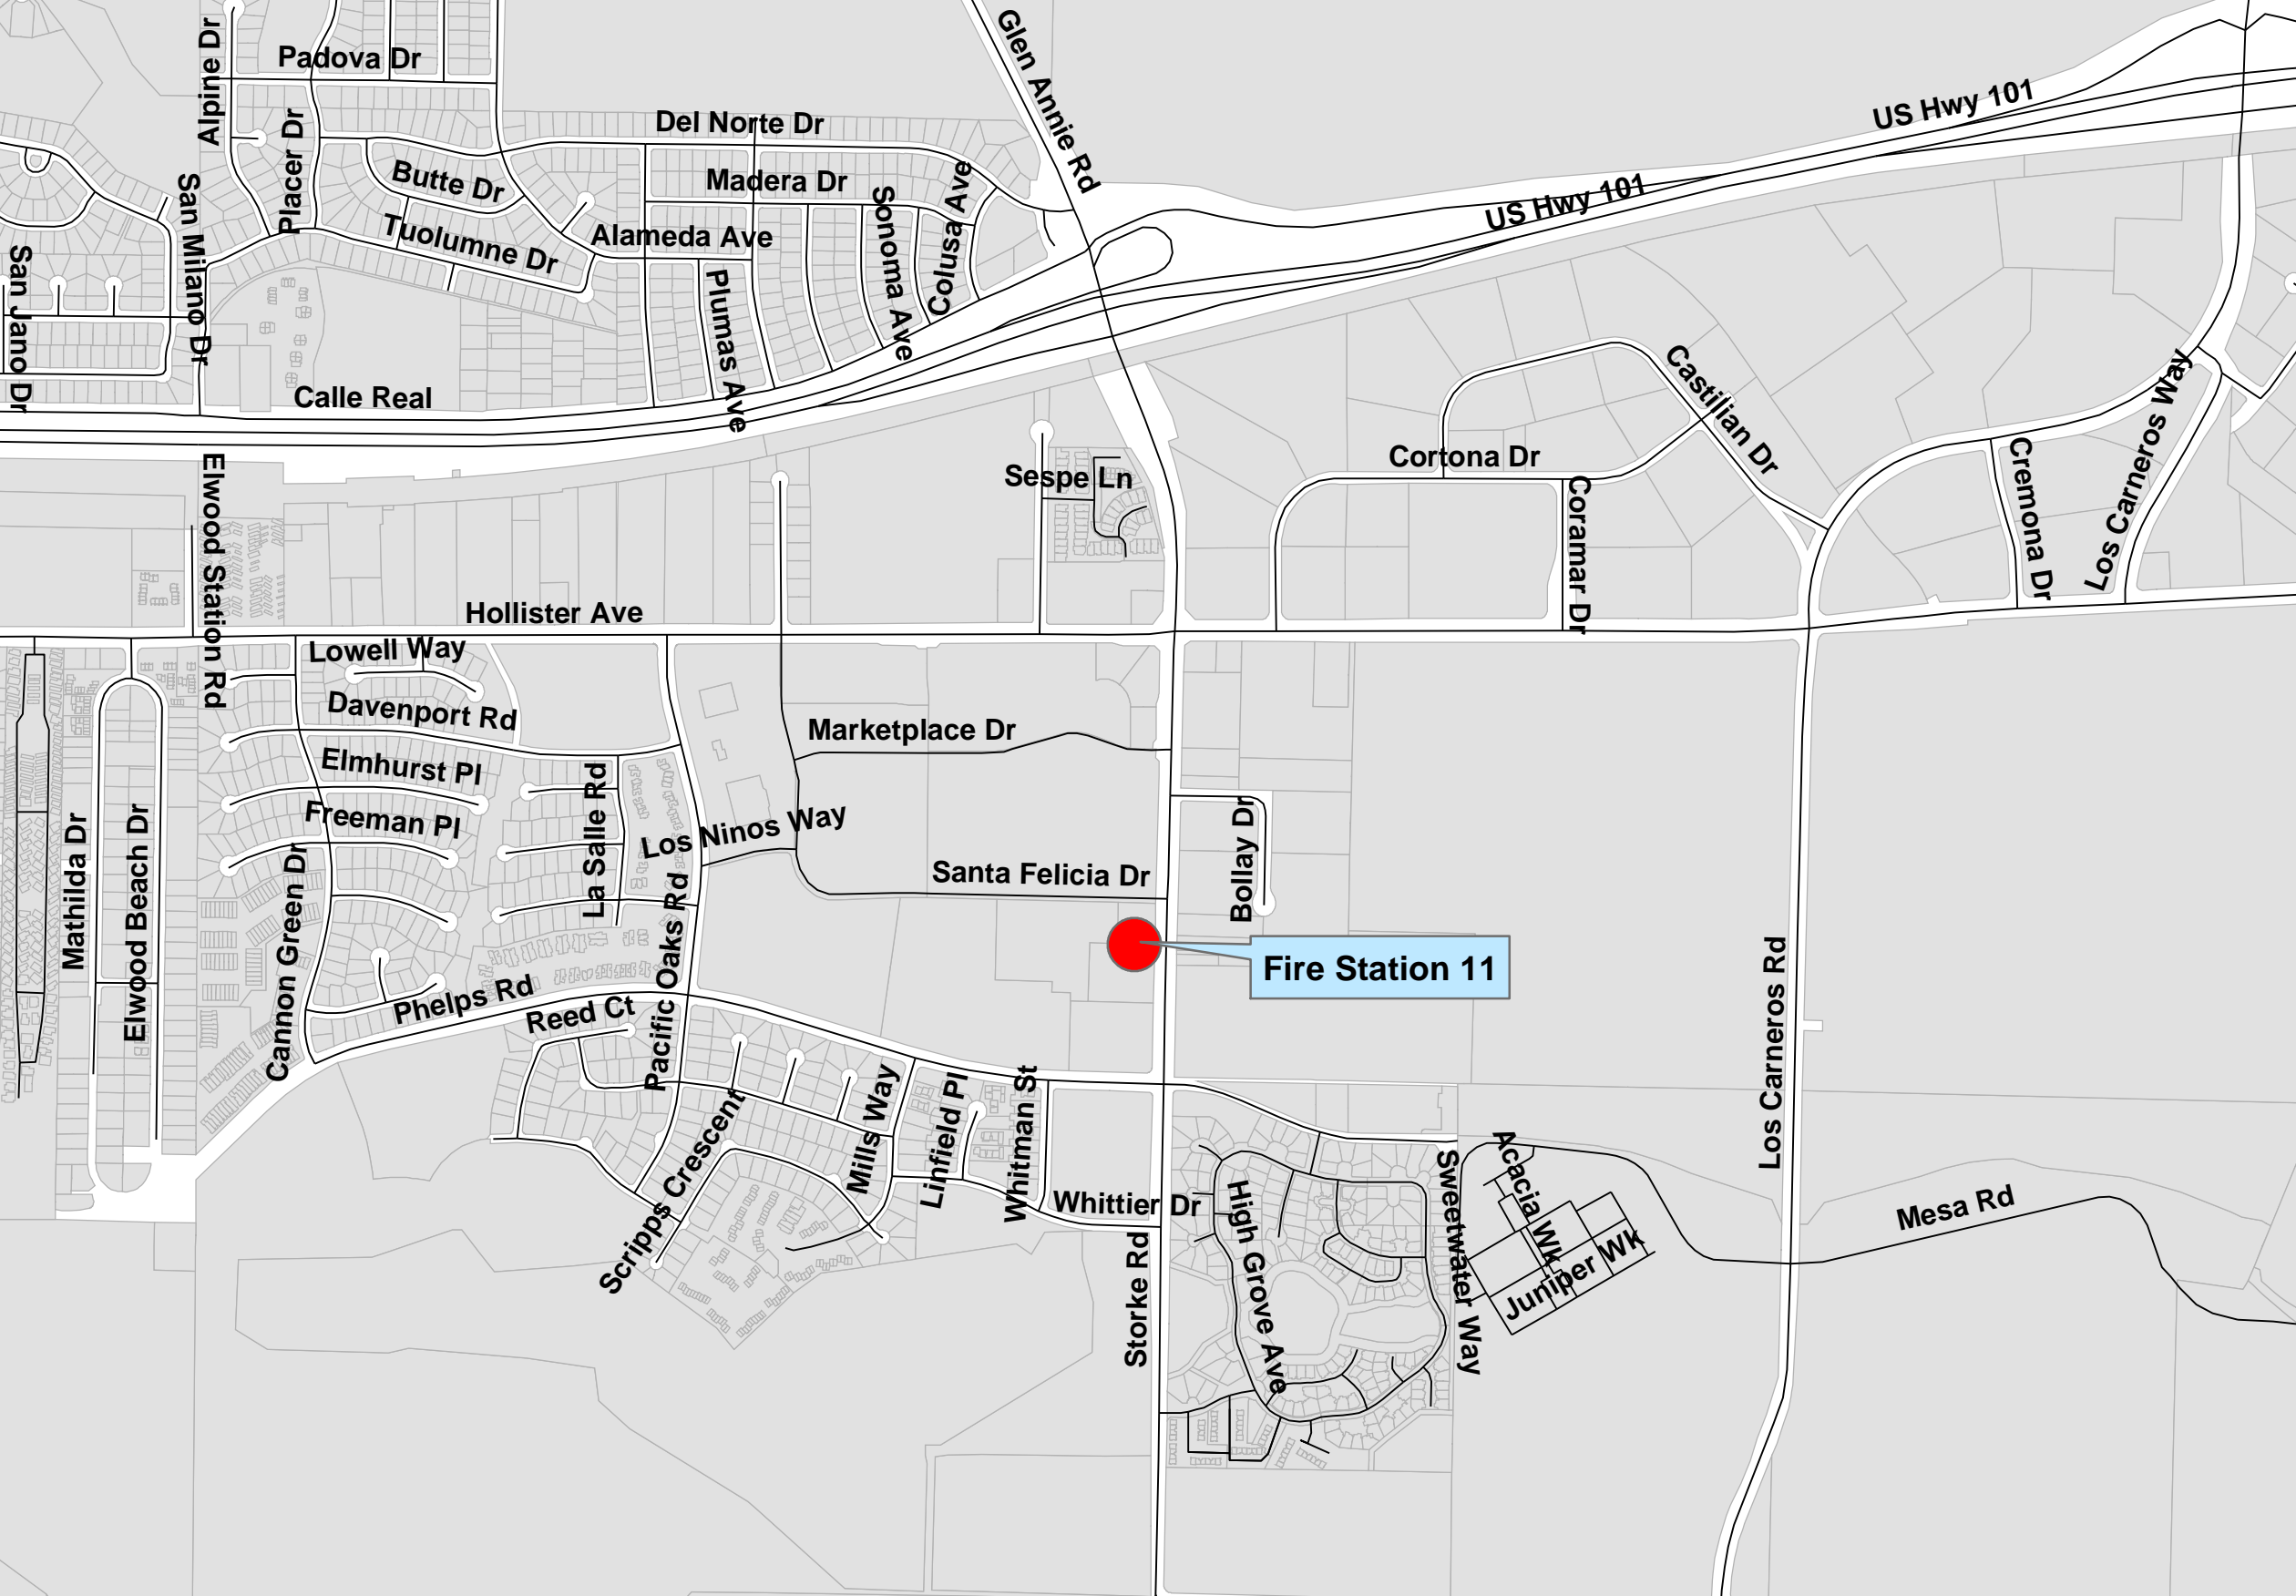 Glen Annie Rd
Alpine Dr
Padova Dr
US Hwy 101
Del Norte Dr
Placer Dr
Butte Dr
Madera Dr
San Milano Dr
Sonoma Ave
Colusa Ave
US Hwy 101
Tuolumne Dr
Alameda Ave
San Jano Dr
Plumas Ave
Calle Real
Castilian Dr
Los Carneros Way
Cortona Dr
Sespe Ln
Cremona Dr
Elwood Station Rd
Coramar Dr
Hollister Ave
Lowell Way
Davenport Rd
Marketplace Dr
Elmhurst Pl
La Salle Rd
Freeman Pl
Los Ninos Way
Bollay Dr
Mathilda Dr
Elwood Beach Dr
Santa Felicia Dr
Cannon Green Dr
Pacific Oaks Rd
Fire Station 11
Phelps Rd
Reed Ct
Los Carneros Rd
Mills Way
Linfield Pl
Whitman St
Scripps Crescent
Whittier Dr
Acacia Wk
Sweetwater Way
High Grove Ave
Mesa Rd
Juniper Wk
Storke Rd